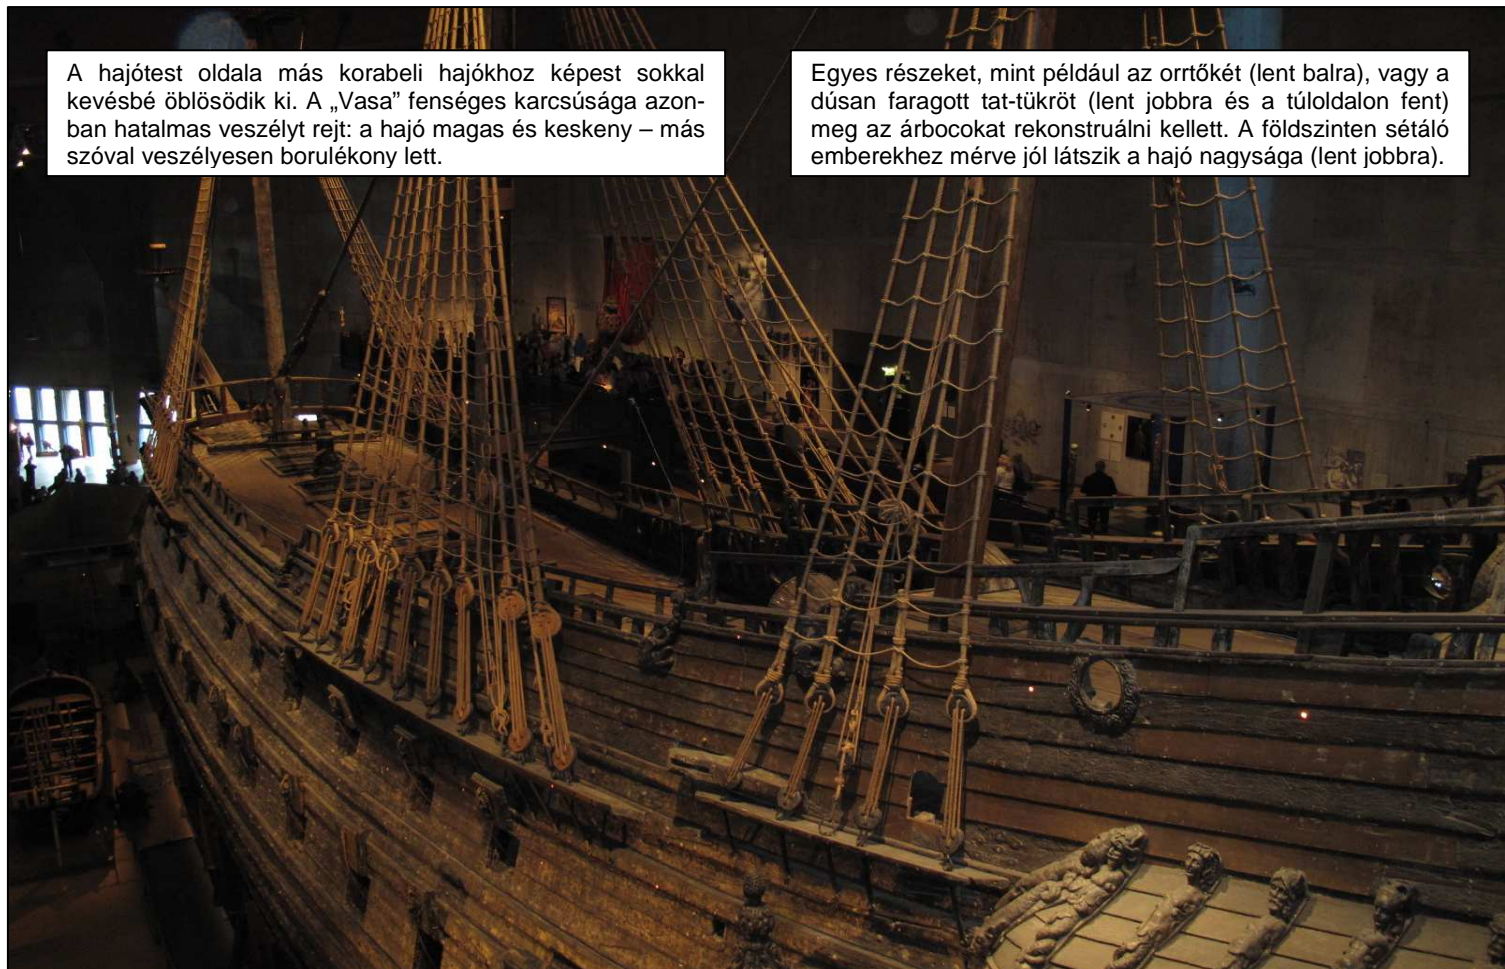 A hajótest oldala más korabeli hajókhoz képest sokkal
kevésbé öblösödik ki. A „Vasa” fenséges karcsúsága azon-
ban hatalmas veszélyt rejt: a hajó magas és keskeny – más
szóval veszélyesen borulékony lett.
Egyes részeket, mint például az orrtőkét (lent balra), vagy a
dúsan faragott tat-tükröt (lent jobbra és a túloldalon fent)
meg az árbocokat rekonstruálni kellett. A földszinten sétáló
emberekhez mérve jól látszik a hajó nagysága (lent jobbra).